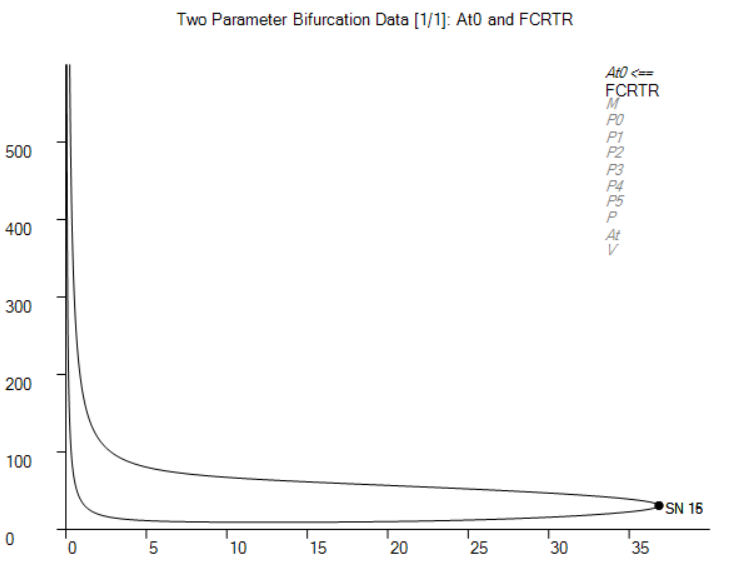 Two Parameter Bifurcation Data [1/1]: At0 and FCRTR
At0 <==
FCRTR
M
P0
P1
P2
P3
P4
P5
P
At
V
500
400
300
200
100
0
SN 16
0 5 10 15 20 25 30 35